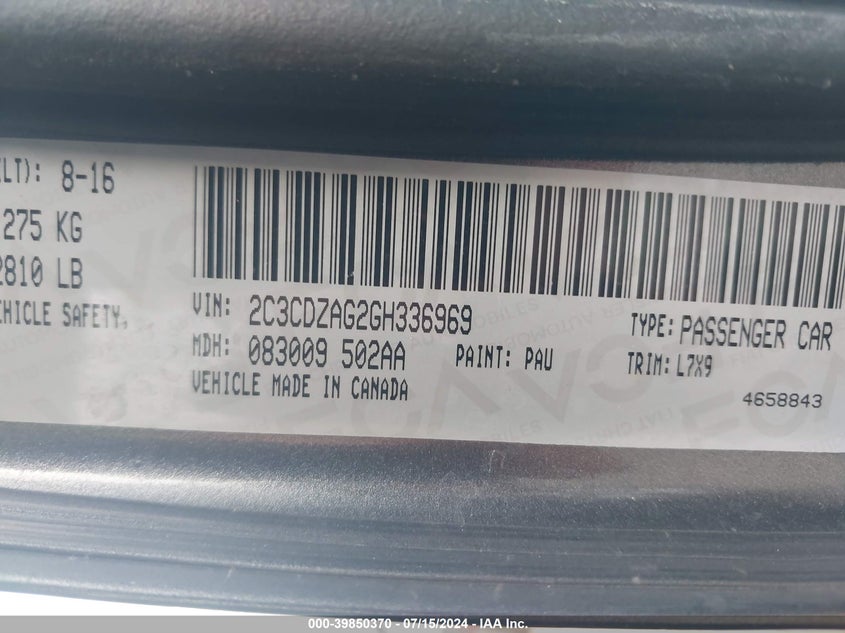 ELT): 8-16
275 KG
2810 LB
VEHICLE SAFETY,
VIN: 2C3CDZAG2GH336969
TYPE: PASSENGER CAR
MDH: 083009 502AA
PAINT: PAU
TRIM: L7X9
VEHICLE MADE IN CANADA
4658843
000-39850370 - 07/15/2024 - IAA Inc.